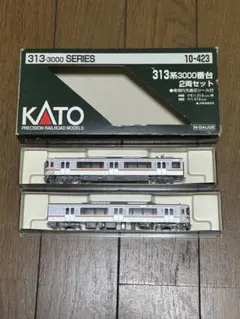 313-3000 SERIES
10-423
313系3000番台
2両セット
KATO
PRECISION RAILROAD MODELS
N-GAUGE